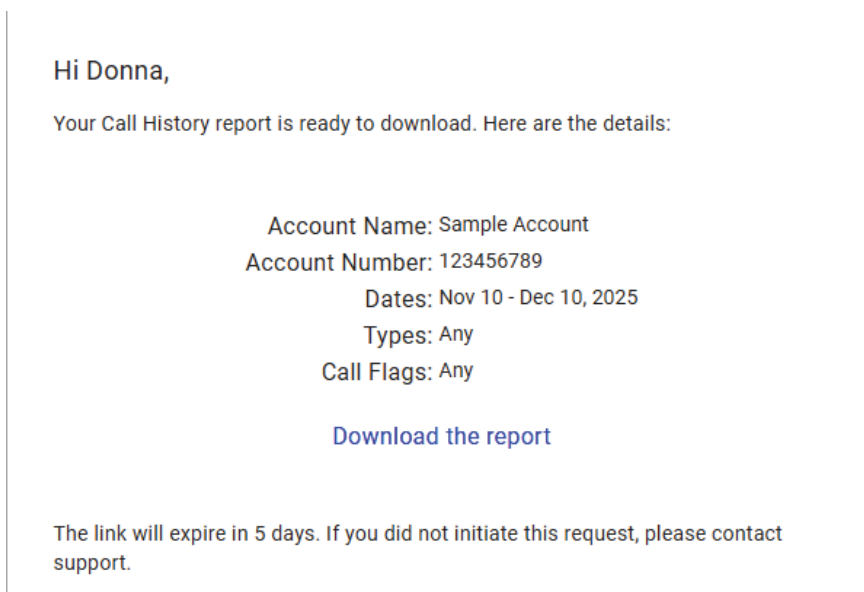 Hi Donna,
Your Call History report is ready to download. Here are the details:
Account Name: Sample Account
Account Number: 123456789
Dates: Nov 10 - Dec 10, 2025
Types: Any
Call Flags: Any
Download the report
The link will expire in 5 days. If you did not initiate this request, please contact
support.